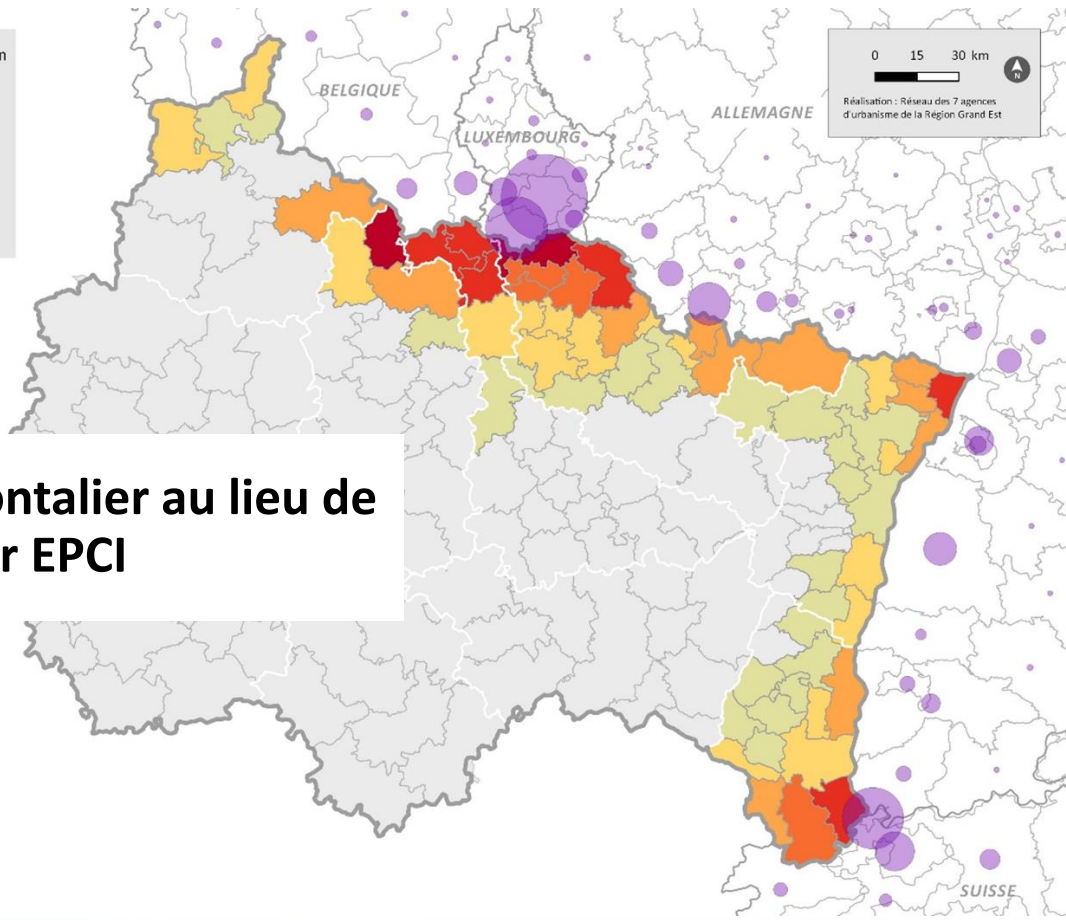 m
BELGIQUE
LUXEMBOURG
ALLEMAGNE
0 15 30 km
N
Réalisation : Réseau des 7 agences
d'urbanisme de la Région Grand Est
ontalier au lieu de
r EPCI
SUISSE